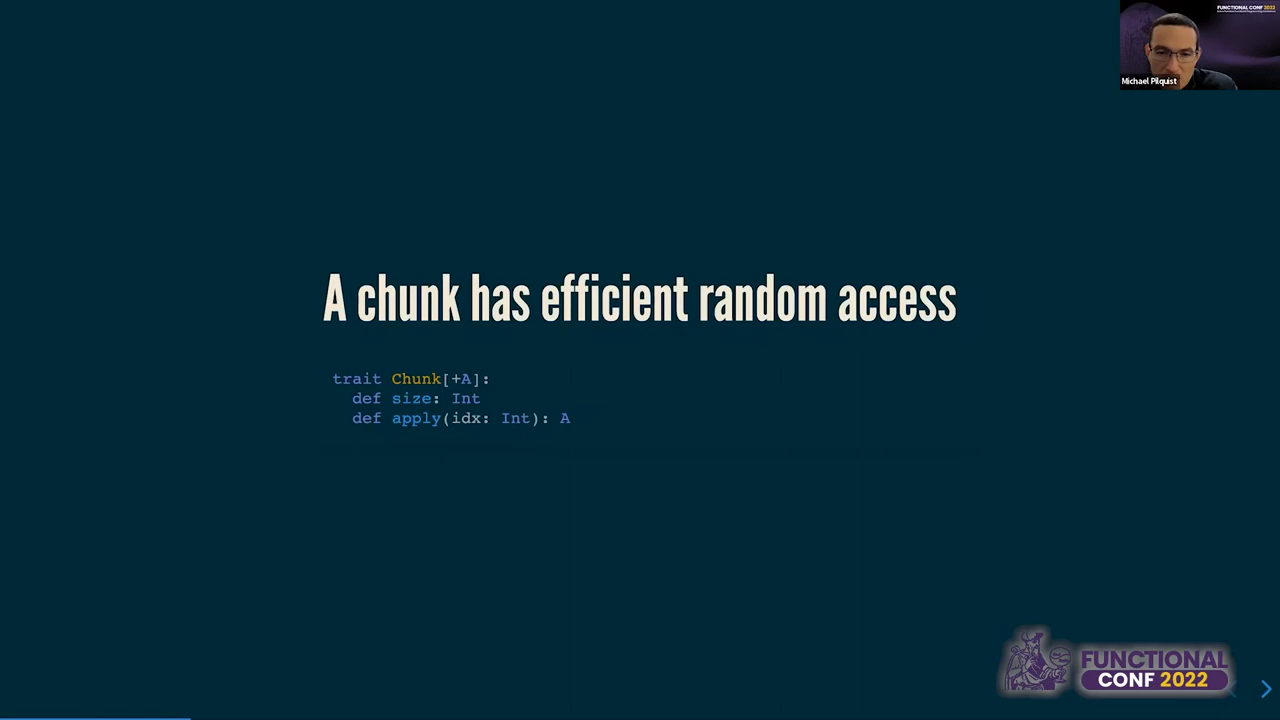 FUNCTIONAL CONF 2022
Michael Pilquist
A chunk has efficient random access
trait Chunk[+A]:
def size: Int
def apply(idx: Int): A
FUNCTIONAL
CONF 2022